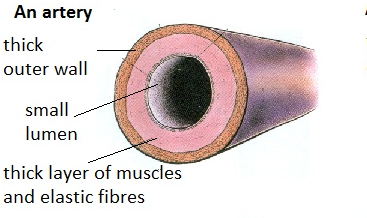 An artery
thick
outer wall
small
lumen
thick layer of muscles
and elastic fibres